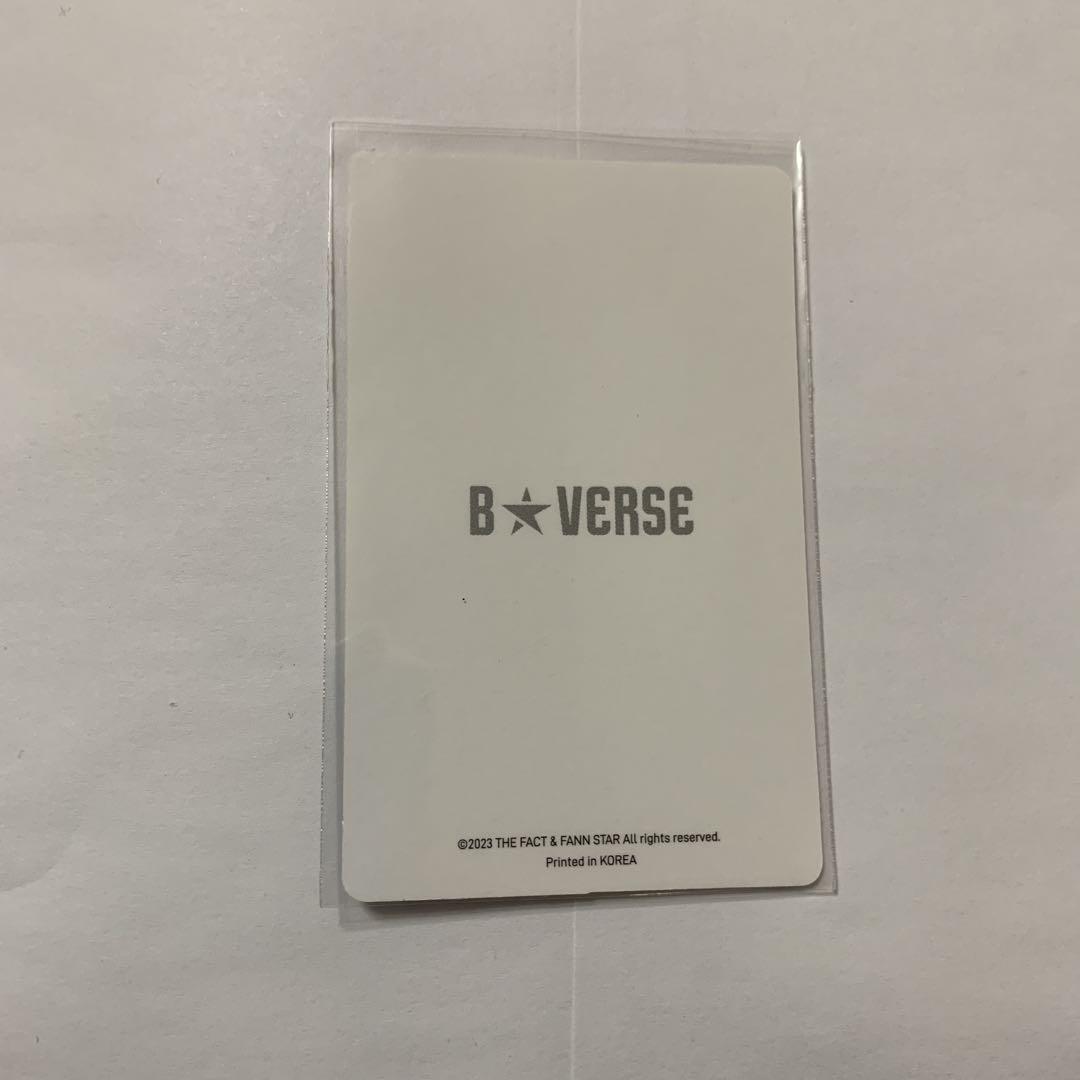 B★VERSE
©2023 THE FACT & FANN STAR All rights reserved.
Printed in KOREA